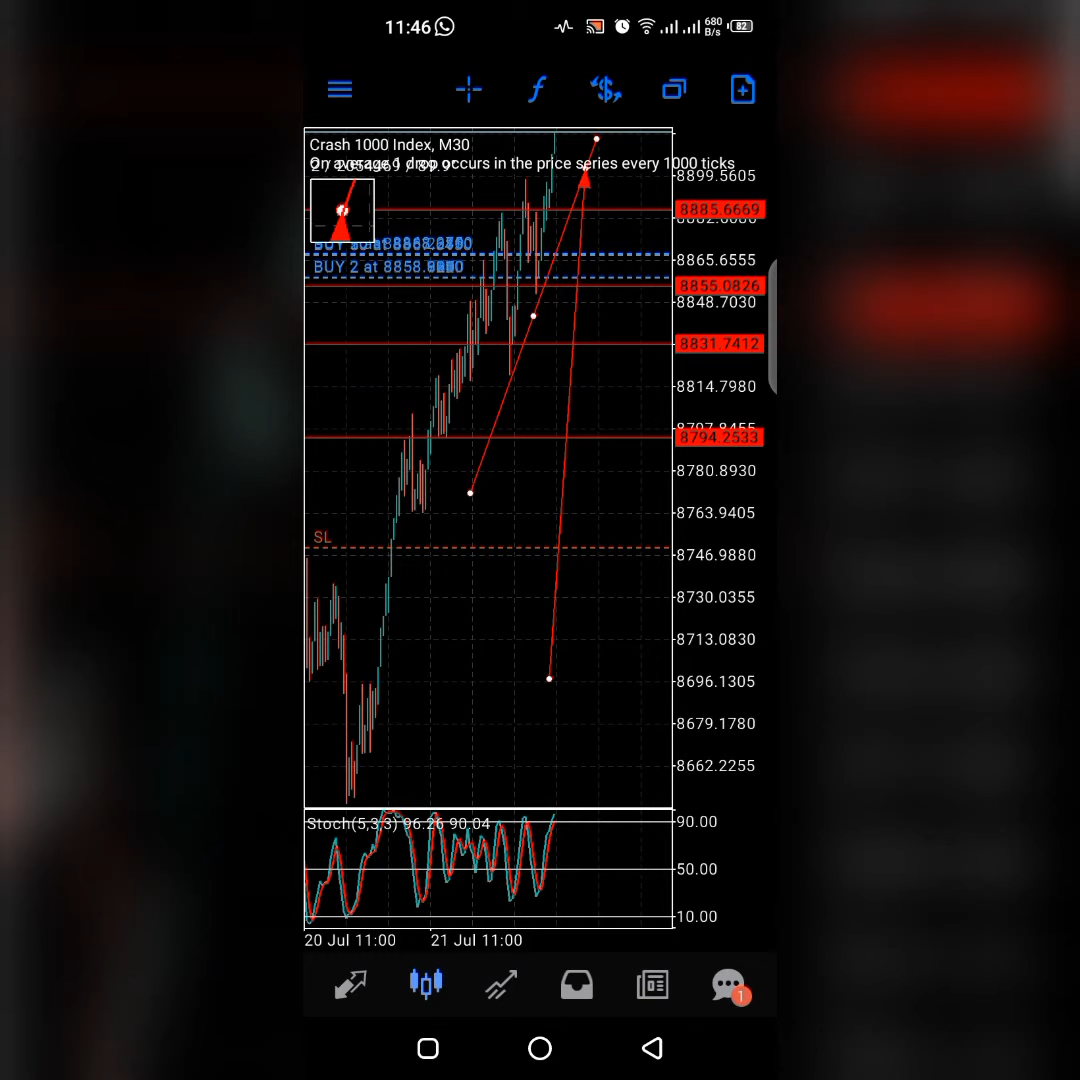 11:46
680
B/s
82
Crash 1000 Index, M30
On average 1 drop occurs in the price series every 1000 ticks
8899.5605
8885.6669
BUY
BUY 2 at 8858.
8865.6555
8855.0826
8848.7030
8831.7412
8814.7980
8794.2533
8780.8930
8763.9405
SL
8746.9880
8730.0355
8713.0830
8696.1305
8679.1780
8662.2255
Stoch(5,3,3) 96.26 90.04
90.00
50.00
10.00
20 Jul 11:00
21 Jul 11:00
1